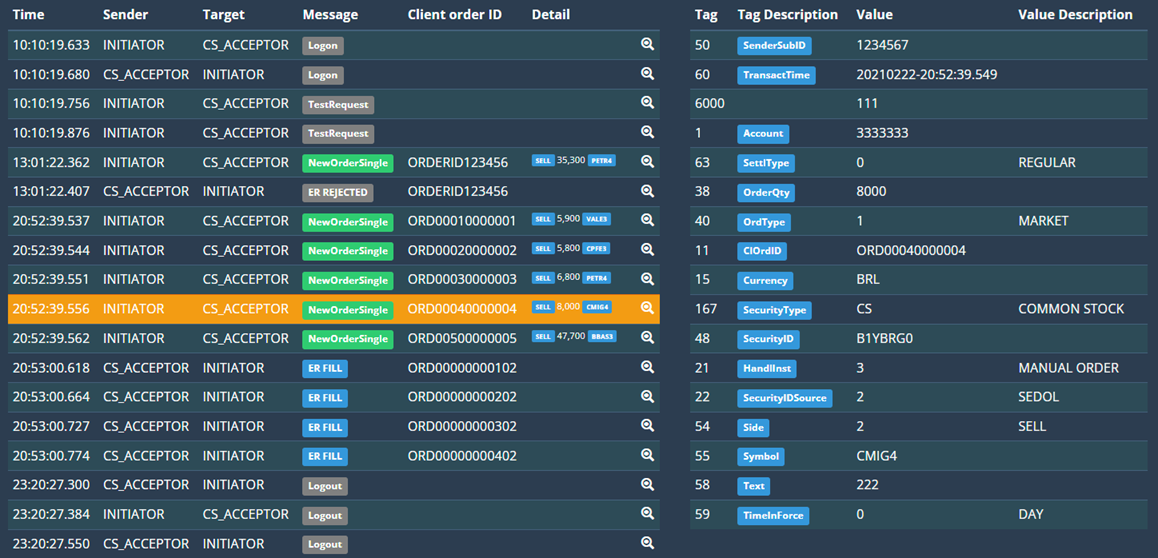 Time Sender Target Message Client order ID Detail
10:10:19.633 INITIATOR CS_ACCEPTOR Logon
10:10:19.680 CS_ACCEPTOR INITIATOR Logon
10:10:19.756 INITIATOR CS_ACCEPTOR TestRequest
10:10:19.876 INITIATOR CS_ACCEPTOR TestRequest
13:01:22.362 INITIATOR CS_ACCEPTOR NewOrderSingle ORDERID123456 SELL 35,300 PETR4
13:01:22.407 CS_ACCEPTOR INITIATOR ER REJECTED ORDERID123456
20:52:39.537 INITIATOR CS_ACCEPTOR NewOrderSingle ORD00010000001 SELL 5,900 VALE3
20:52:39.544 INITIATOR CS_ACCEPTOR NewOrderSingle ORD00020000002 SELL 5,800 CPFE3
20:52:39.551 INITIATOR CS_ACCEPTOR NewOrderSingle ORD00030000003 SELL 6,800 PETR4
20:52:39.556 INITIATOR CS_ACCEPTOR NewOrderSingle ORD00040000004 SELL 8,000 CMIG4
20:52:39.562 INITIATOR CS_ACCEPTOR NewOrderSingle ORD00500000005 SELL 47,700 BBAS3
20:53:00.618 CS_ACCEPTOR INITIATOR ER FILL ORD00000000102
20:53:00.664 CS_ACCEPTOR INITIATOR ER FILL ORD00000000202
20:53:00.727 CS_ACCEPTOR INITIATOR ER FILL ORD00000000302
20:53:00.774 CS_ACCEPTOR INITIATOR ER FILL ORD00000000402
23:20:27.300 CS_ACCEPTOR INITIATOR Logout
23:20:27.384 INITIATOR CS_ACCEPTOR Logout
23:20:27.550 CS_ACCEPTOR INITIATOR Logout
Tag Tag Description Value Value Description
50 SenderSubID 1234567
60 TransactTime 20210222-20:52:39.549
6000 111
1 Account 3333333
63 SettlType 0 REGULAR
38 OrderQty 8000
40 OrdType 1 MARKET
11 ClOrdID ORD00040000004
15 Currency BRL
167 SecurityType CS COMMON STOCK
48 SecurityID B1YBRG0
21 HandlInst 3 MANUAL ORDER
22 SecurityIDSource 2 SEDOL
54 Side 2 SELL
55 Symbol CMIG4
58 Text 222
59 TimeInForce 0 DAY